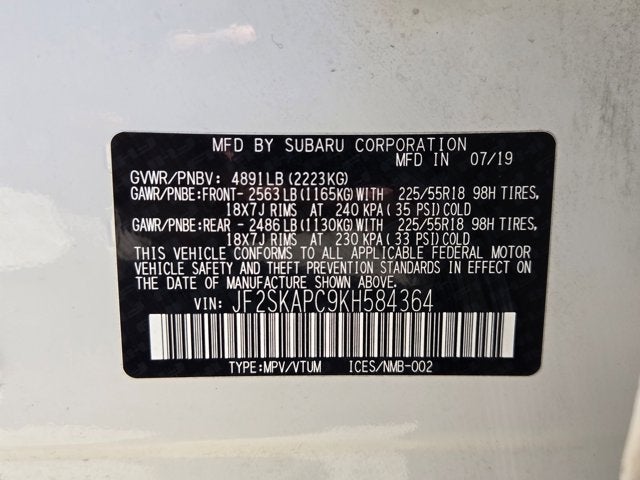 MFD BY SUBARU CORPORATION
MFD IN 07/19
GVWR/PNBV: 4891LB (2223KG)
GAWR/PNBE:FRONT- 2563LB (1165KG) WITH 225/55R18 98H TIRES,
18X7J RIMS AT 240 KPA (35 PSI) COLD
GAWR/PNBE:REAR - 2486LB (1130KG) WITH 225/55R18 98H TIRES,
18X7J RIMS AT 230 KPA (33 PSI) COLD
THIS VEHICLE CONFORMS TO ALL APPLICABLE FEDERAL MOTOR
VEHICLE SAFETY AND THEFT PREVENTION STANDARDS IN EFFECT ON
THE DATE OF MANUFACTURE SHOWN ABOVE.
VIN: JF2SKAPC9KH584364
TYPE:MPV/VTUM ICES/NMB-002